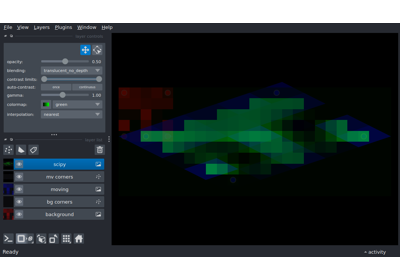 File View Layers Plugins Window Help
opacity: 0.50
blending: translucent_no_depth
contrast limits:
auto-contrast: once continuous
gamma: 1.00
colormap: green
interpolation: nearest
scipy
mv corners
moving
bg corners
background
Ready
activity